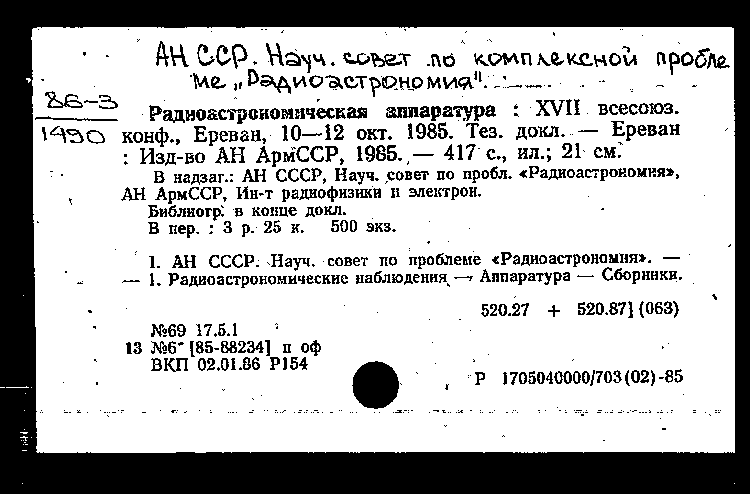 АН ССР. Науч. совет по комплексной пробле
ме „Радиоастрономия".
86-3
1490
Радиоастрономическая аппаратура : XVII всесоюз.
конф., Ереван, 10—12 окт. 1985. Тез. докл. — Ереван
: Изд-во АН АрмССР, 1985. — 417 с., ил.; 21 см.
В надзаг.: АН СССР, Науч. совет по пробл. «Радиоастрономия»,
АН АрмССР, Ин-т радиофизики и электрон.
Библиогр. в конце докл.
В пер. : 3 р. 25 к. 500 экз.
1. АН СССР. Науч. совет по проблеме «Радиоастрономия». —
— 1. Радиоастрономические наблюдения — Аппаратура — Сборники.
520.27 + 520.87] (063)
№69 17.5.1
13 №6* [85-88234] п оф
ВКП 02.01.86 Р154
Р 1705040000/703(02)-85